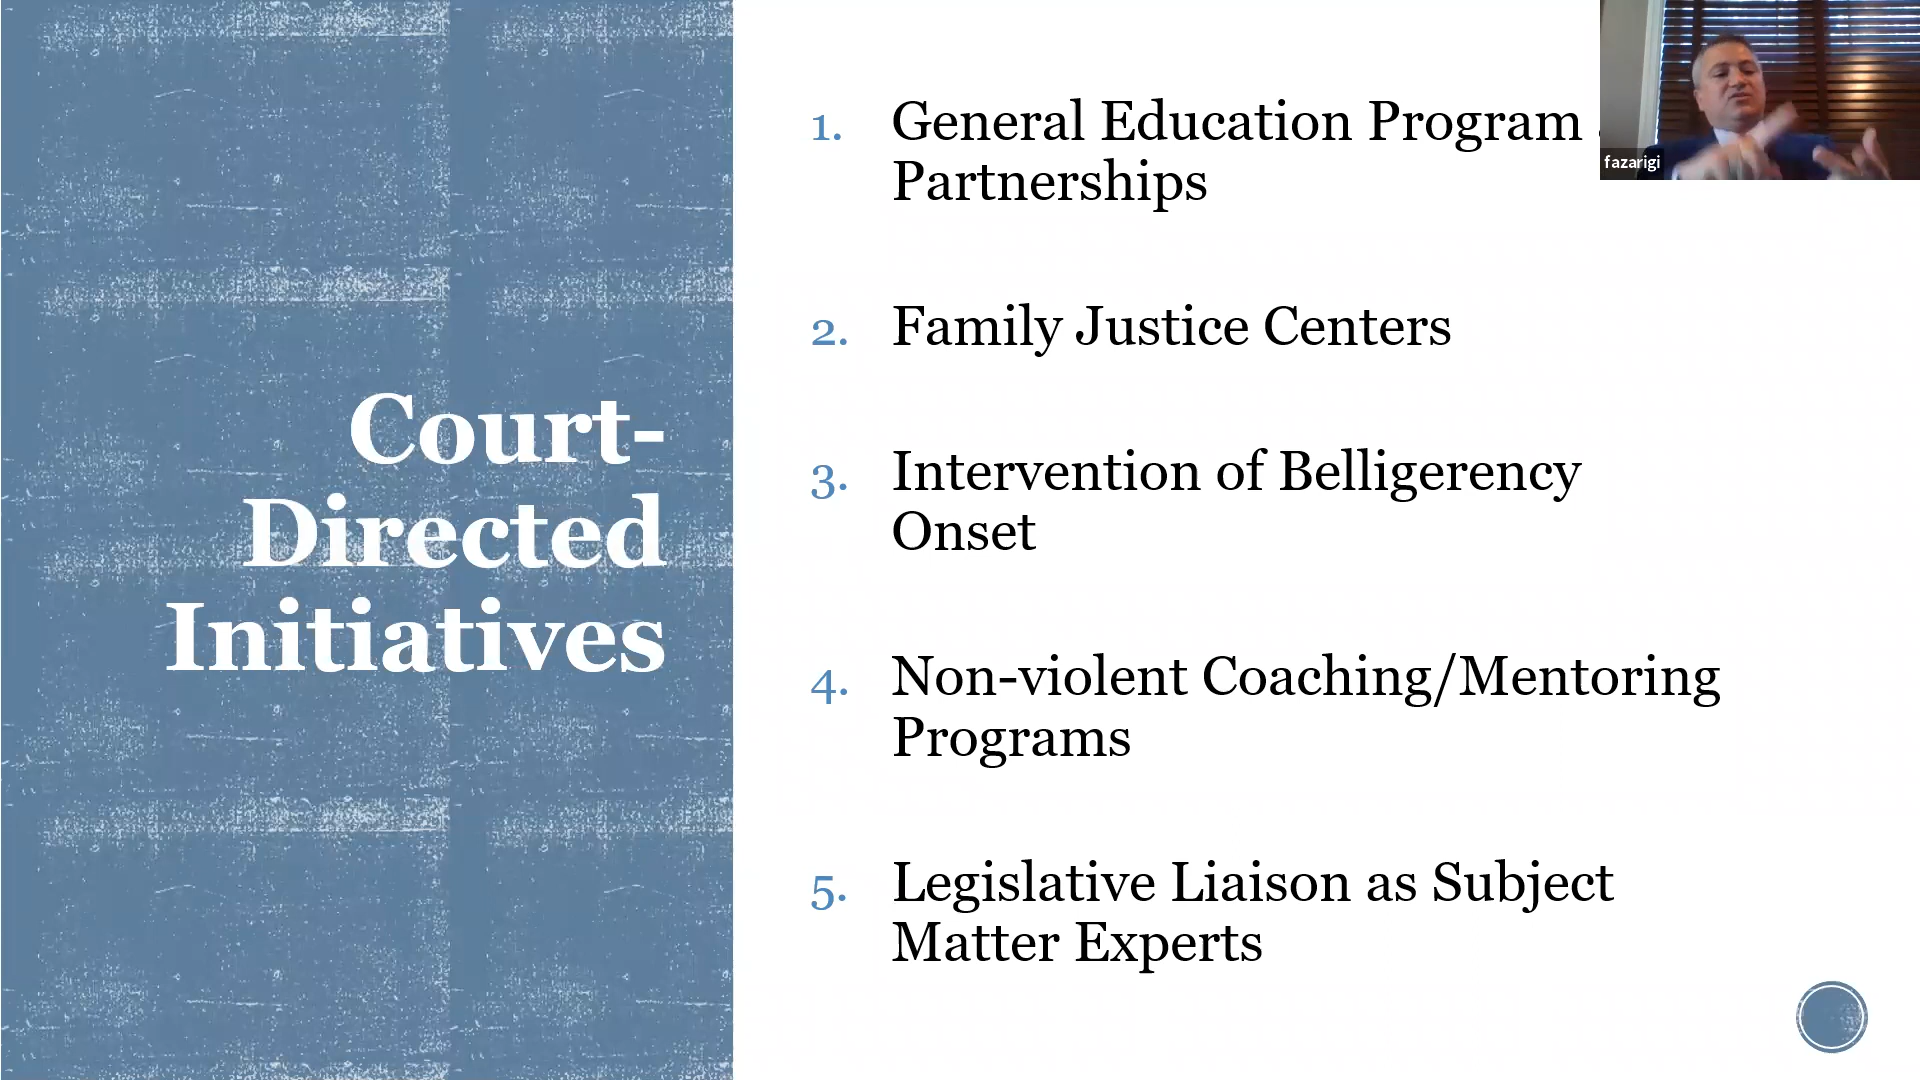 Court-
Directed
Initiatives
1. General Education Program
Partnerships
2. Family Justice Centers
3. Intervention of Belligerency
Onset
4. Non-violent Coaching/Mentoring
Programs
5. Legislative Liaison as Subject
Matter Experts
fazarigi